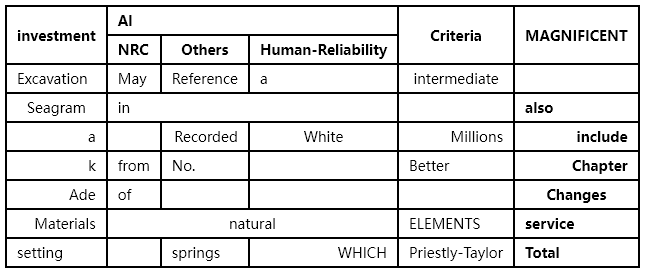 investment AI Criteria MAGNIFICENT
NRC Others Human-Reliability
Excavation May Reference a intermediate
Seagram in also
a Recorded White Millions include
k from No. Better Chapter
Ade of Changes
Materials natural ELEMENTS service
setting springs WHICH Priestly-Taylor Total